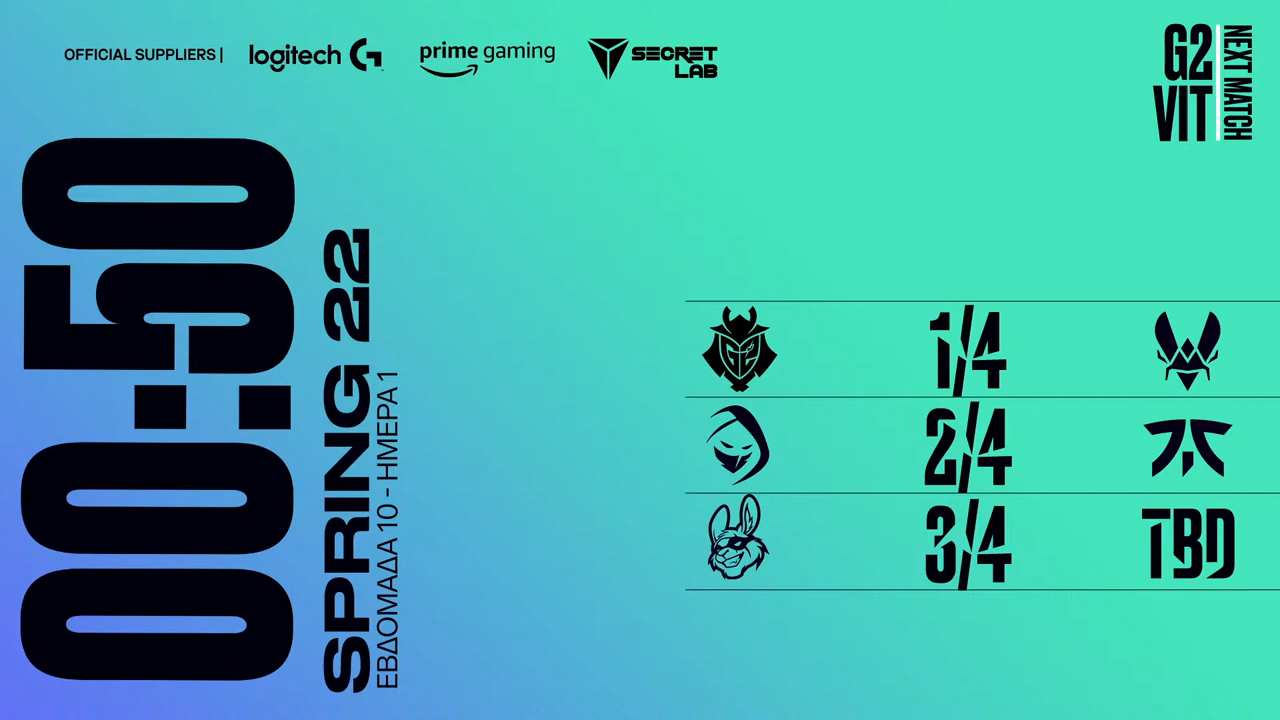 OFFICIAL SUPPLIERS |
logitech G
prime gaming
SECRET
LAB
G2
VIT
NEXT MATCH
00:50
SPRING 22
ΕΒΔΟΜΑΔΑ 10 - ΗΜΕΡΑ 1
G2
1/4
2/4
3/4
TBD